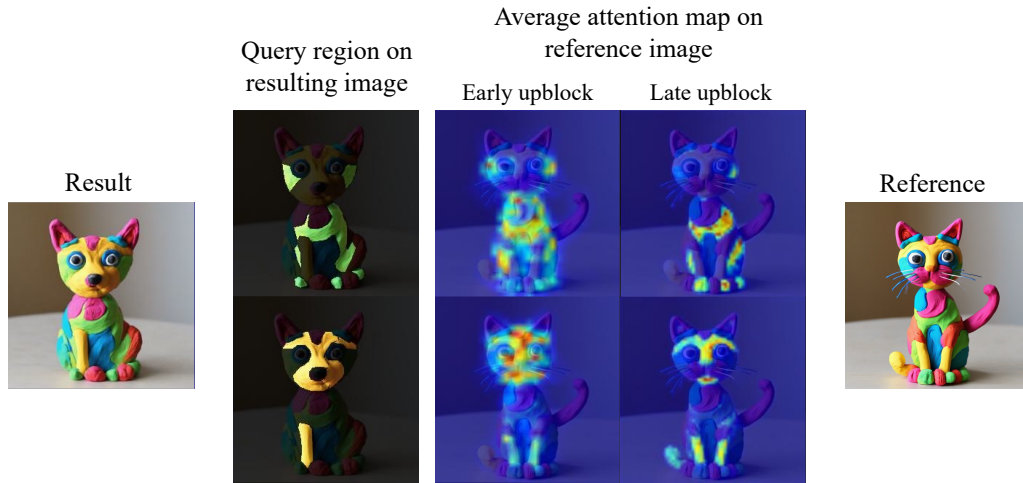 Average attention map on
reference image
Query region on
resulting image
Early upblock
Late upblock
Result
Reference